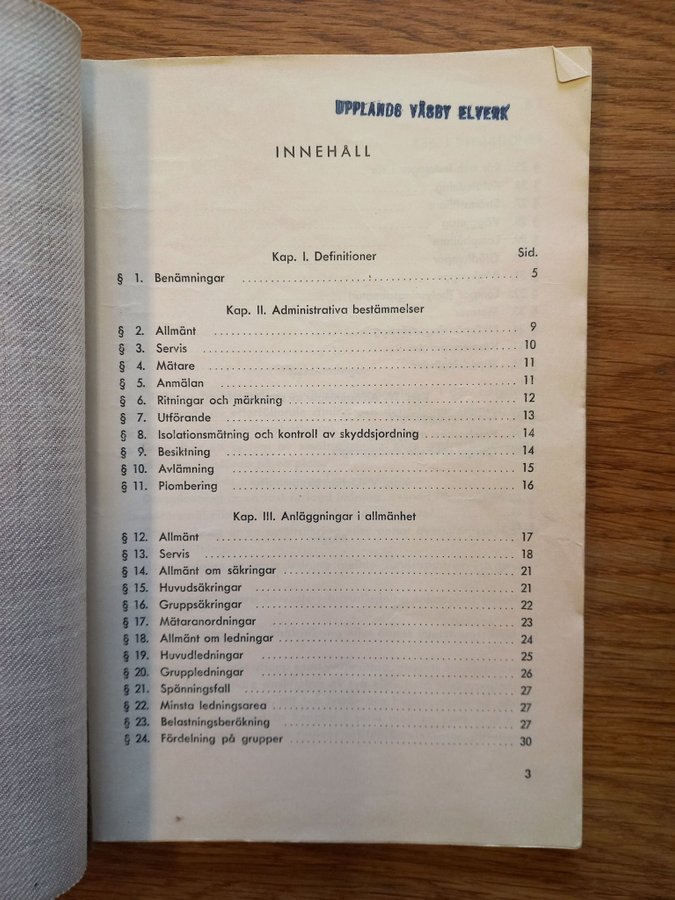 UPPLANDS VÄSBY ELVERK
INNEHÅLL
Kap. I. Definitioner Sid.
§ 1. Benämningar 5
Kap. II. Administrativa bestämmelser
§ 2. Allmänt 9
§ 3. Servis 10
§ 4. Mätare 11
§ 5. Anmälan 11
§ 6. Ritningar och märkning 12
§ 7. Utförande 13
§ 8. Isolationsmätning och kontroll av skyddsjordning 14
§ 9. Besiktning 14
§ 10. Avlämning 15
§ 11. Plombering 16
Kap. III. Anläggningar i allmänhet
§ 12. Allmänt 17
§ 13. Servis 18
§ 14. Allmänt om säkringar 21
§ 15. Huvudsäkringar 21
§ 16. Gruppsäkringar 22
§ 17. Mätaranordningar 23
§ 18. Allmänt om ledningar 24
§ 19. Huvudledningar 25
§ 20. Gruppledningar 26
§ 21. Spänningsfall 27
§ 22. Minsta ledningsarea 27
§ 23. Belastningsberäkning 27
§ 24. Fördelning på grupper 30
3